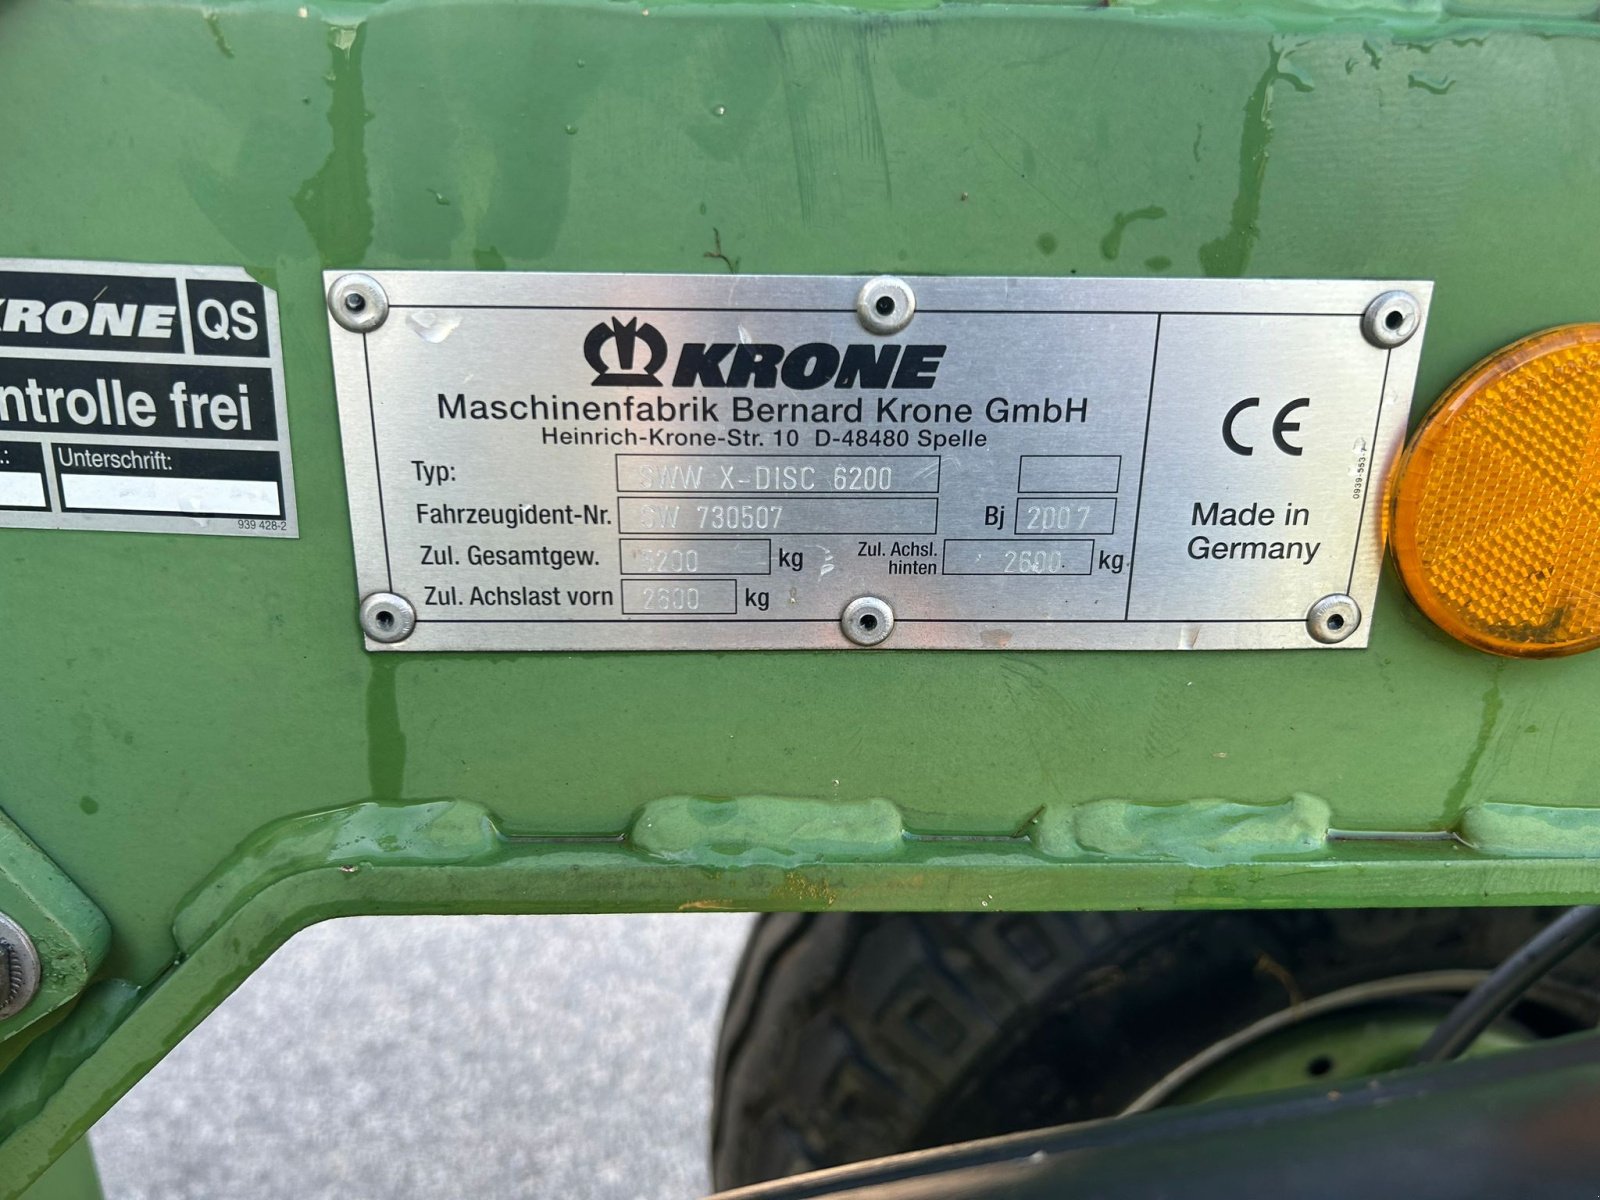 KRONE QS
ntrolle frei
.: Unterschrift:
939 428-2
KRONE
Maschinenfabrik Bernard Krone GmbH
Heinrich-Krone-Str. 10 D-48480 Spelle
Typ: SWW X-DISC 6200
Fahrzeugident-Nr. SW 730507 Bj 2007
Zul. Gesamtgew. 5200 kg Zul. Achsl. hinten 2600 kg
Zul. Achslast vorn 2600 kg
CE
Made in
Germany